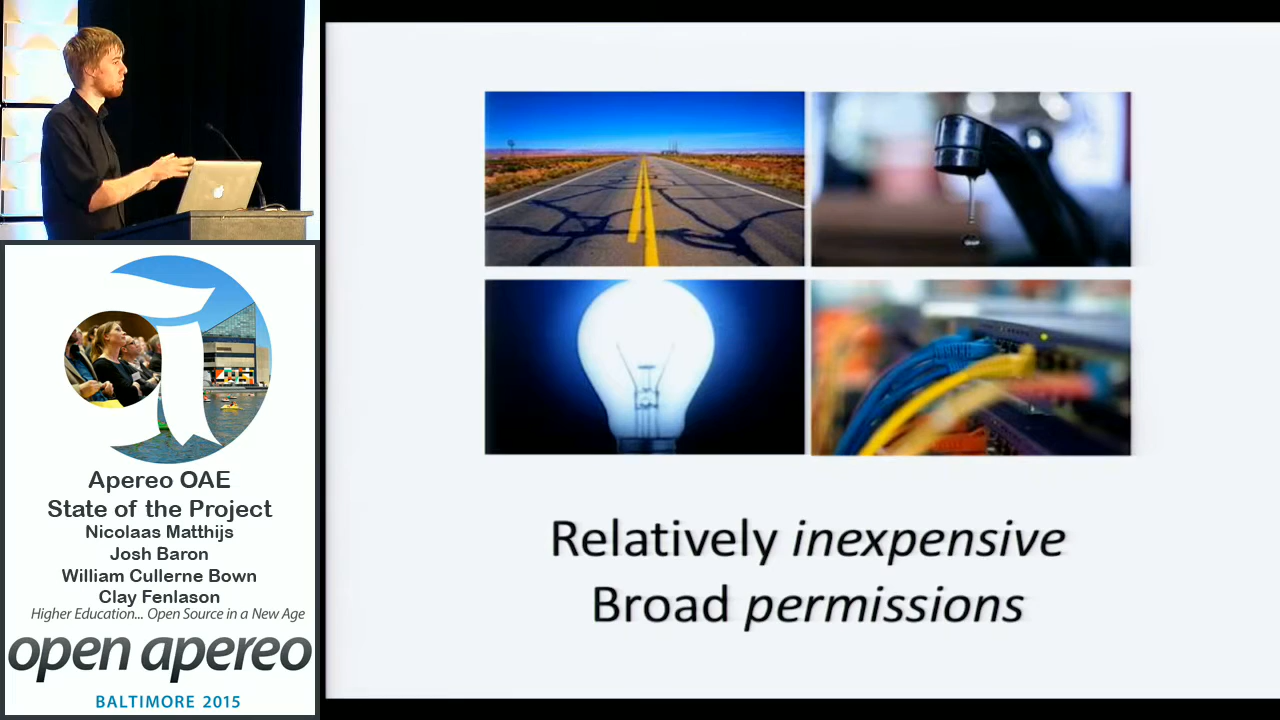 Relatively inexpensive
Broad permissions
Apereo OAE
State of the Project
Nicolaas Matthijs
Josh Baron
William Cullerne Bown
Clay Fenlason
Higher Education... Open Source in a New Age
open apereo
BALTIMORE 2015